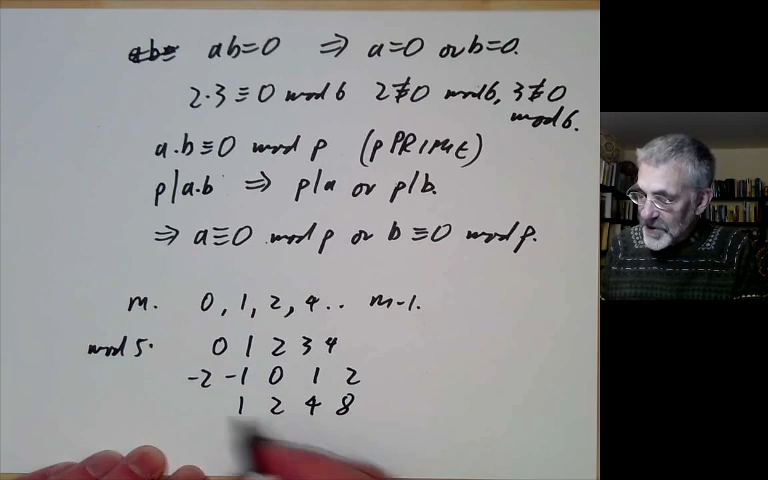 ab=0 ⇒ a=0 or b=0.
2·3≡0 mod 6 2≢0 mod 6, 3≢0
mod 6.
a.b≡0 mod p (p PRIME)
p|a.b ⇒ p|a or p|b.
⇒ a≡0 mod p or b≡0 mod p.
m. 0, 1, 2, 4.. m-1.
mod 5. 0 1 2 3 4
-2 -1 0 1 2
1 2 4 8